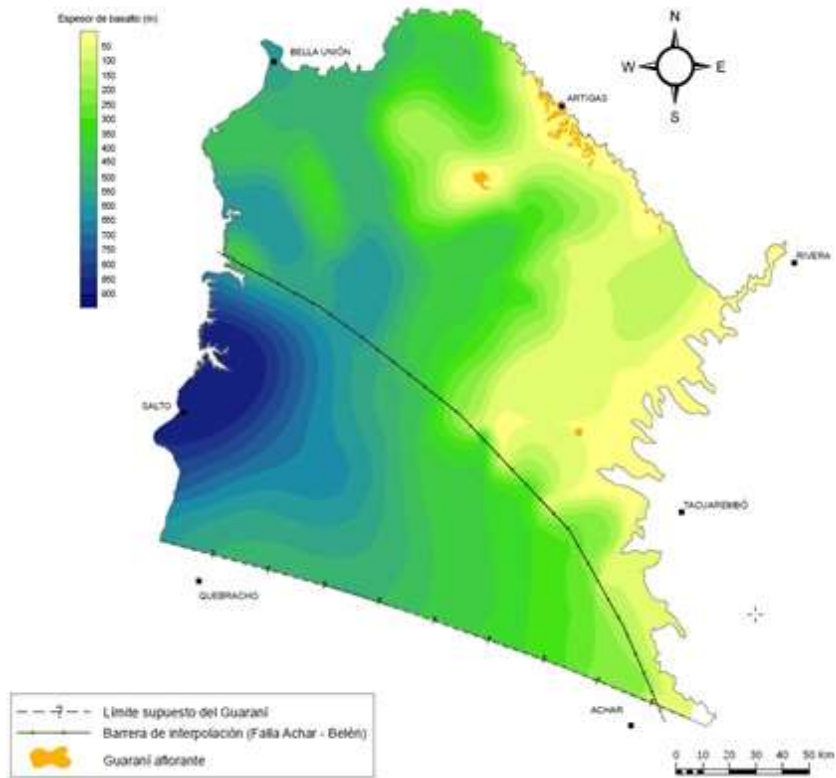 Espesor de basalto (m)
50
100
150
200
250
300
350
400
450
500
550
600
650
700
750
800
850
900
N
W
E
S
BELLA UNIÓN
ARTIGAS
RIVERA
SALTO
TACUAREMBÓ
QUEBRACHO
ACHAR
? Límite supuesto del Guaraní
Barrera de interpolación (Falla Achar - Belén)
Guaraní aflorante
0 10 20 30 40 50 Km